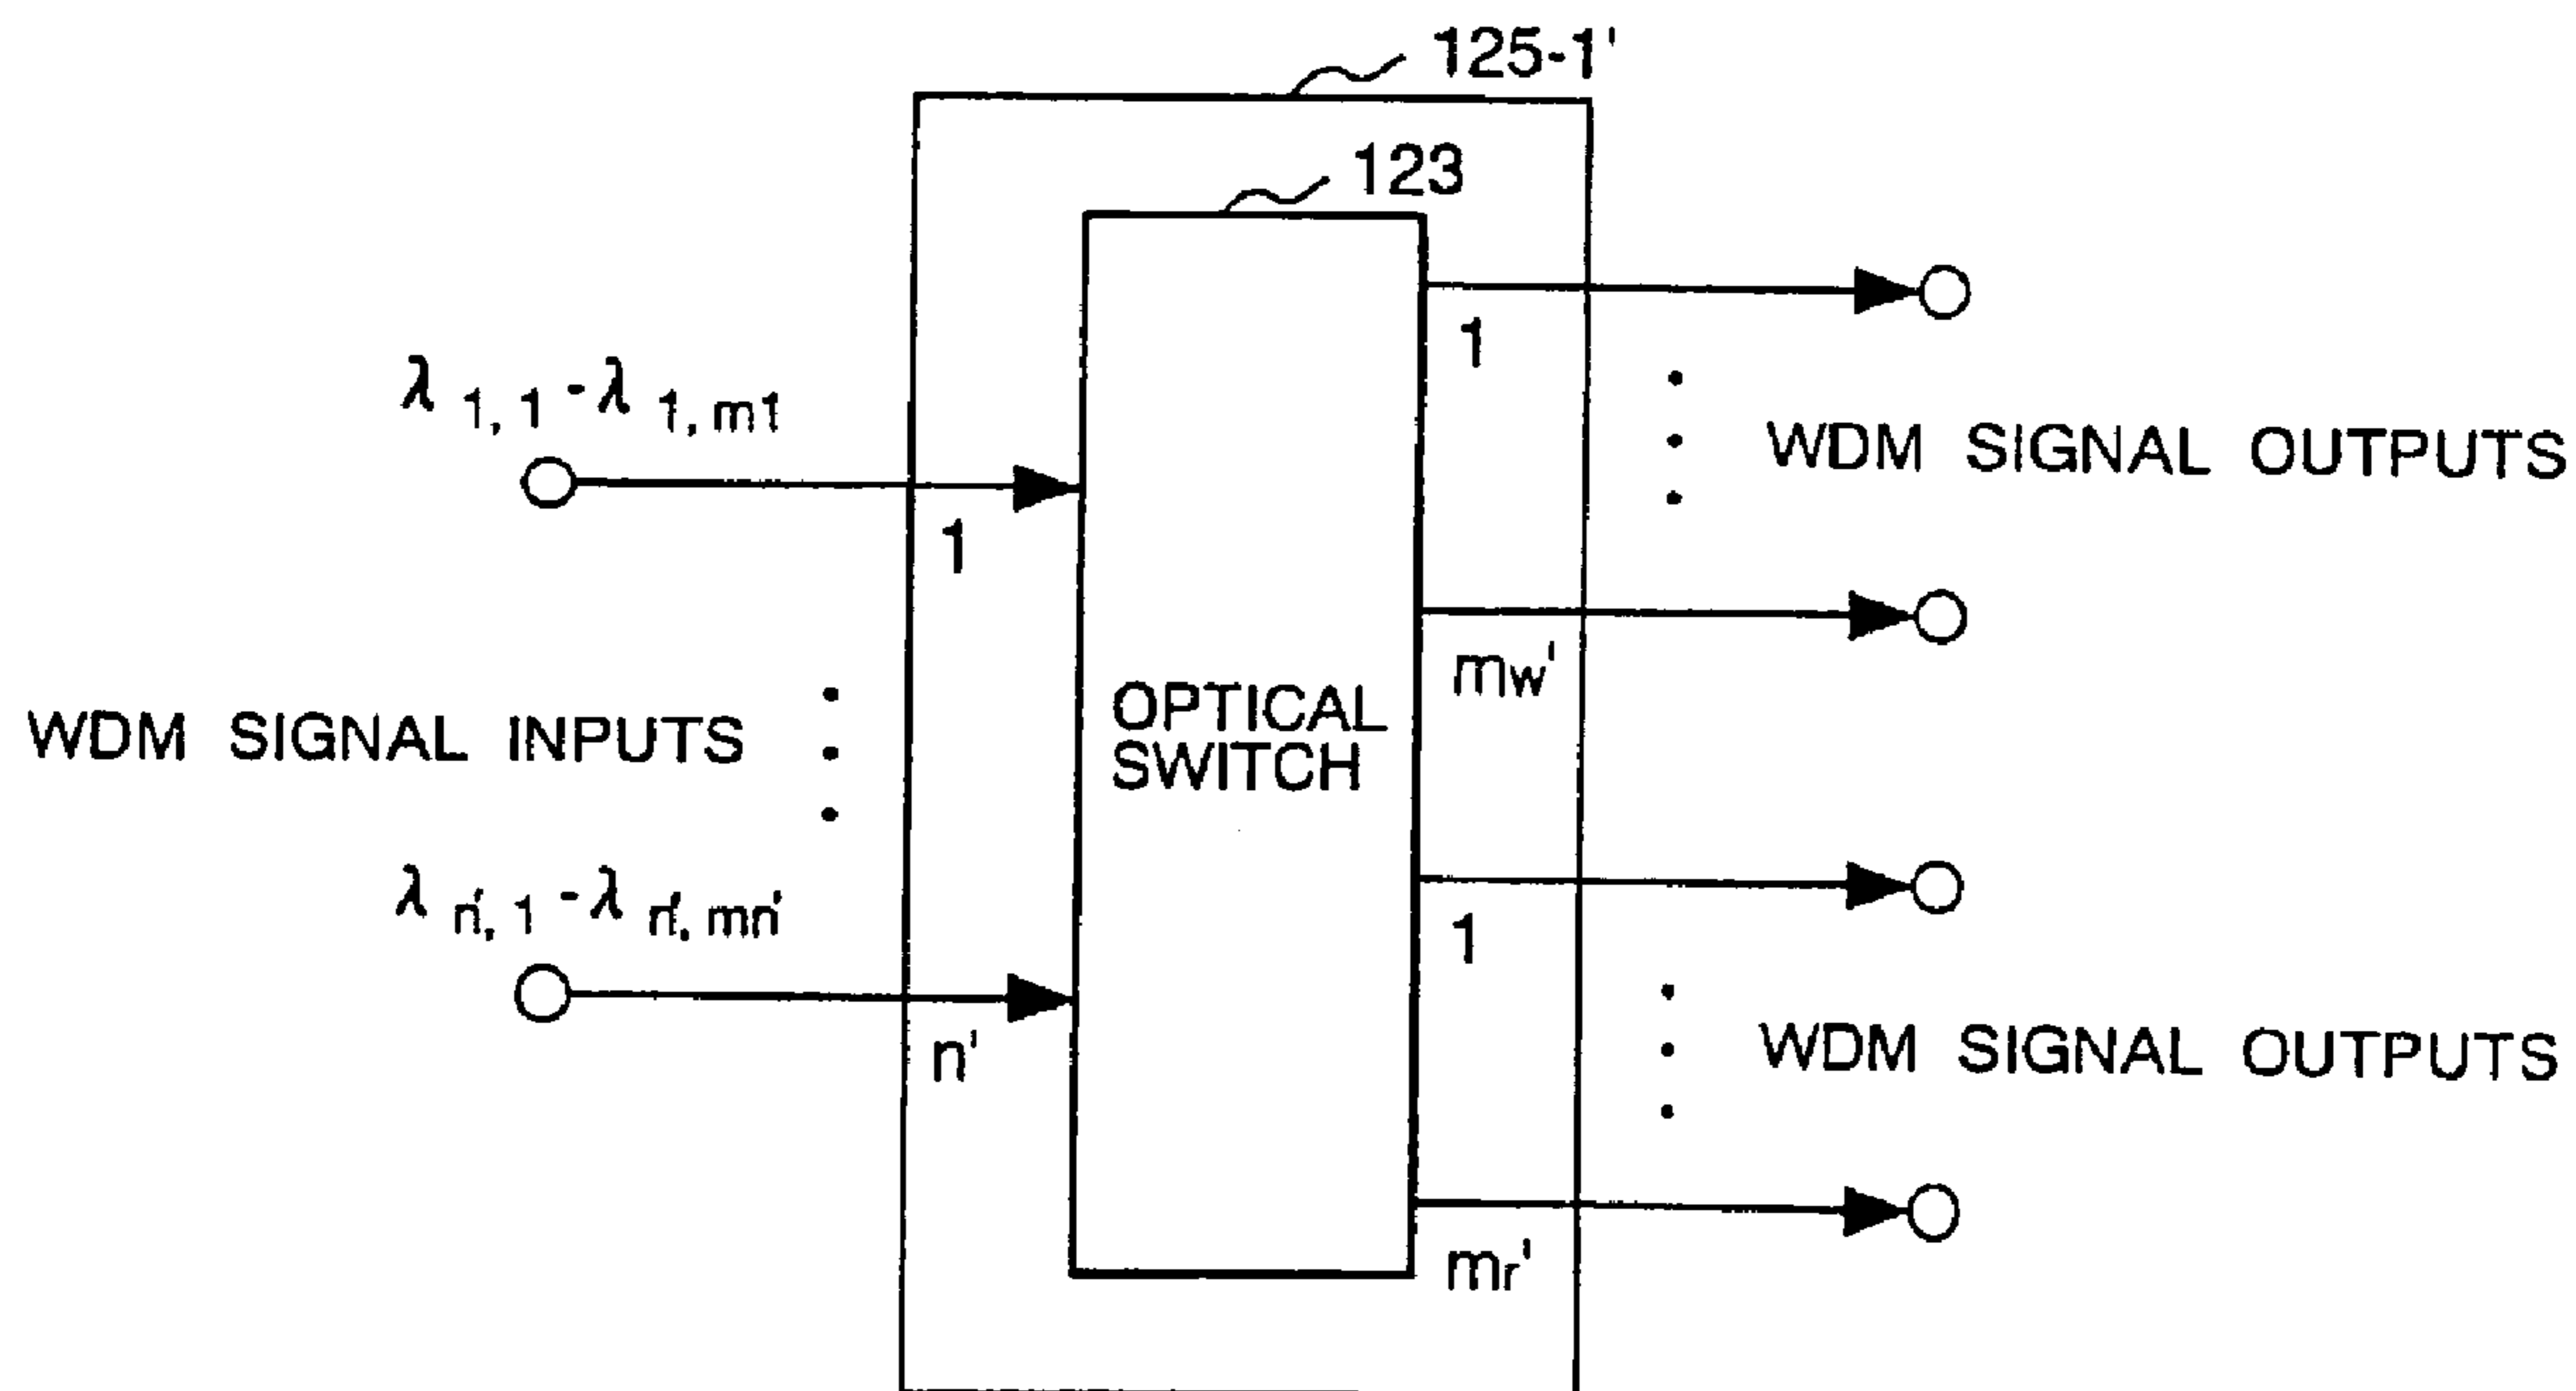 125-1'
123
1
λ 1, 1 - λ 1, m1
WDM SIGNAL OUTPUTS
1
mw'
OPTICAL
SWITCH
WDM SIGNAL INPUTS
λ n', 1 - λ n', mn'
1
n'
WDM SIGNAL OUTPUTS
mr'